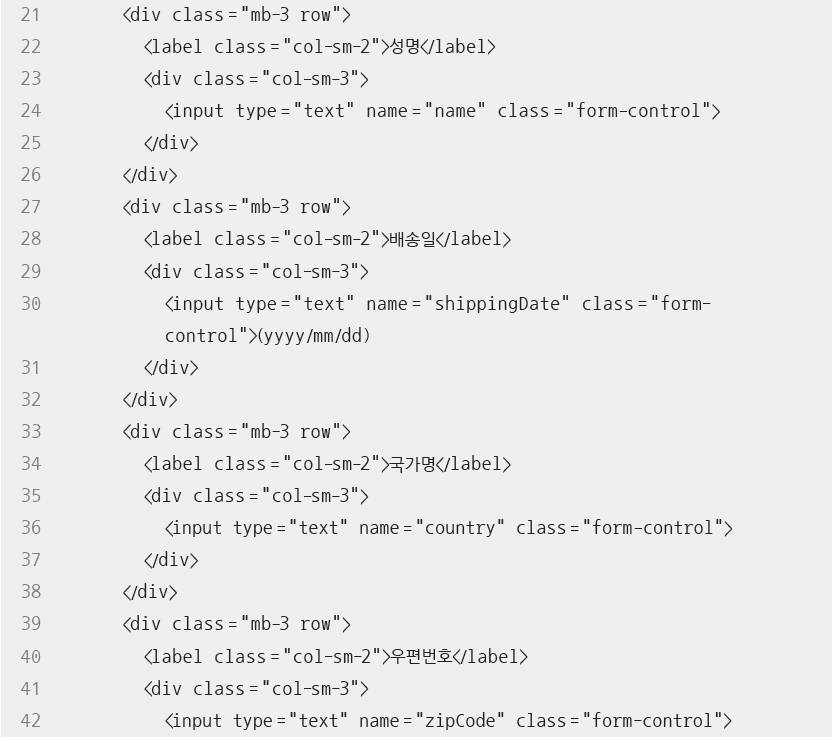 21 <div class="mb-3 row">
22 <label class="col-sm-2">성명</label>
23 <div class="col-sm-3">
24 <input type="text" name="name" class="form-control">
25 </div>
26 </div>
27 <div class="mb-3 row">
28 <label class="col-sm-2">배송일</label>
29 <div class="col-sm-3">
30 <input type="text" name="shippingDate" class="form-
control">(yyyy/mm/dd)
31 </div>
32 </div>
33 <div class="mb-3 row">
34 <label class="col-sm-2">국가명</label>
35 <div class="col-sm-3">
36 <input type="text" name="country" class="form-control">
37 </div>
38 </div>
39 <div class="mb-3 row">
40 <label class="col-sm-2">우편번호</label>
41 <div class="col-sm-3">
42 <input type="text" name="zipCode" class="form-control">